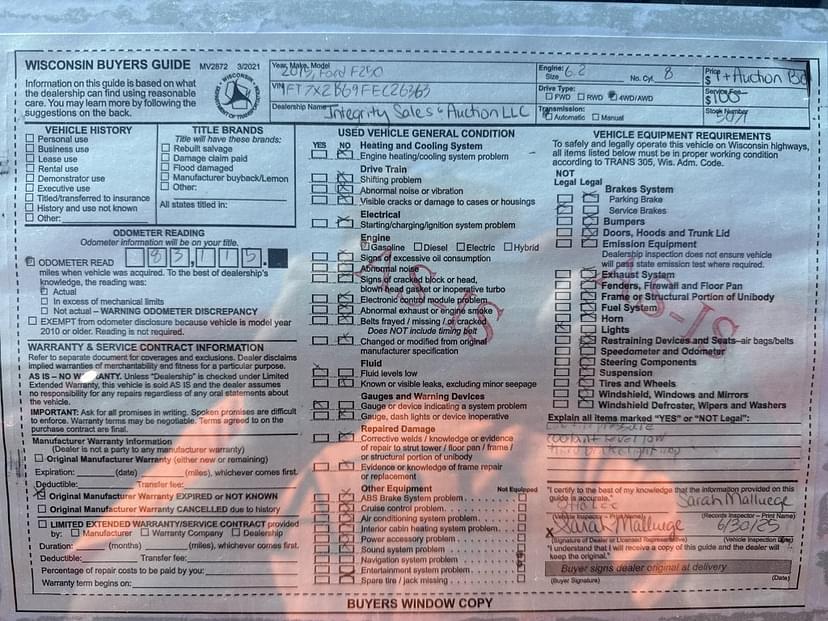 WISCONSIN BUYERS GUIDE MV2872 3/2021
Information on this guide is based on what
the dealership can find using reasonable
care. You may learn more by following the
suggestions on the back.
Year, Make, Model 2015, Ford F250
VIN 1FT7X2B69FEC26363
Dealership Name Integrity Sales & Auction LLC
Engine:
Size 6.2 No. Cyl. 8
Drive Type:
FWD RWD 4WD/AWD
Transmission:
Automatic Manual
Price
$ 1 + Auction
Service Fee
$ 100
Stock Number
VEHICLE HISTORY
Personal use
Business use
Lease use
Rental use
Demonstrator use
Executive use
Titled/transferred to insurance
History and use not known
Other:
TITLE BRANDS
Title will have these brands:
Rebuilt salvage
Damage claim paid
Flood damaged
Manufacturer buyback/Lemon
Other:
All states titled in:
ODOMETER READING
Odometer information will be on your title.
ODOMETER READ 83,115.
miles when vehicle was acquired. To the best of dealership's
knowledge, the reading was:
Actual
In excess of mechanical limits
Not actual – WARNING ODOMETER DISCREPANCY
EXEMPT from odometer disclosure because vehicle is model year
2010 or older. Reading is not required.
WARRANTY & SERVICE CONTRACT INFORMATION
Refer to separate document for coverages and exclusions. Dealer disclaims
implied warranties of merchantability and fitness for a particular purpose.
AS IS – NO WARRANTY. Unless "Dealership" is checked under Limited
Extended Warranty, this vehicle is sold AS IS and the dealer assumes
no responsibility for any repairs regardless of any oral statements about
the vehicle.
IMPORTANT: Ask for all promises in writing. Spoken promises are difficult
to enforce. Warranty terms may be negotiable. Terms agreed to on the
purchase contract are final.
Manufacturer Warranty Information
(Dealer is not a party to any manufacturer warranty)
Original Manufacturer Warranty (either new or remaining)
Expiration: (date) (miles), whichever comes first.
Deductible: Transfer fee:
Original Manufacturer Warranty EXPIRED or NOT KNOWN
Original Manufacturer Warranty CANCELLED due to history
LIMITED EXTENDED WARRANTY/SERVICE CONTRACT provided
by: Manufacturer Warranty Company Dealership
Duration: (months) (miles), whichever comes first.
Deductible: Transfer fee:
Percentage of repair costs to be paid by you:
Warranty term begins on:
USED VEHICLE GENERAL CONDITION
YES NO
Heating and Cooling System
Engine heating/cooling system problem
Drive Train
Shifting problem
Abnormal noise or vibration
Visible cracks or damage to cases or housings
Electrical
Starting/charging/ignition system problem
Engine
Gasoline Diesel Electric Hybrid
Signs of excessive oil consumption
Abnormal noise
Signs of cracked block or head,
blown head gasket or inoperative turbo
Electronic data module problem
Abnormal exhaust or engine smoke
Belts frayed / missing / cracked
Does NOT include timing belt
Changed or modified from original
manufacturer specification
Fluid
Fluid levels low
Known or visible leaks, excluding minor seepage
Gauges and Warning Devices
Gauge or device indicating a system problem
Gauge, dash lights or device inoperative
Repaired Damage
Corrective welds / knowledge or evidence
of repair to strut tower / floor pan / frame /
or structural portion of unibody
Evidence or knowledge of frame repair
or replacement
Other Equipment Not Equipped
ABS Brake System problem
Cruise control problem
Air conditioning system problem
Interior cabin heating system problem
Power accessory problem
Sound system problem
Navigation system problem
Entertainment system problem
Spare tire / jack missing
AS-IS
VEHICLE EQUIPMENT REQUIREMENTS
To safely and legally operate this vehicle on Wisconsin highways,
all items listed below must be in proper working condition
according to TRANS 305, Wis. Adm. Code.
NOT
Legal Legal
Brakes System
Parking Brake
Service Brakes
Bumpers
Doors, Hoods and Trunk Lid
Emission Equipment
Dealership inspection does not ensure vehicle
will pass state emission test where required.
Exhaust System
Fenders, Firewall and Floor Pan
Frame or Structural Portion of Unibody
Fuel System
Horn
Lights
Restraining Devices and Seats–air bags/belts
Speedometer and Odometer
Steering Components
Suspension
Tires and Wheels
Windshield, Windows and Mirrors
Windshield Defroster, Wipers and Washers
AS-IS
Explain all items marked "YES" or "NOT Legal":
coolant level low
third brake light inop
"I certify to the best of my knowledge that the information provided on
this guide is accurate."
Sarah Malluege
(Vehicle Inspector – Print Name) (Records Inspector – Print Name)
X Sarah Malluege 6/30/25
(Signature of Dealer or Licensed Representative) (Vehicle Inspection Date)
"I understand that I will receive a copy of this guide and the dealer will
keep the original."
Buyer signs dealer original at delivery
(Buyer Signature) (Date)
BUYERS WINDOW COPY